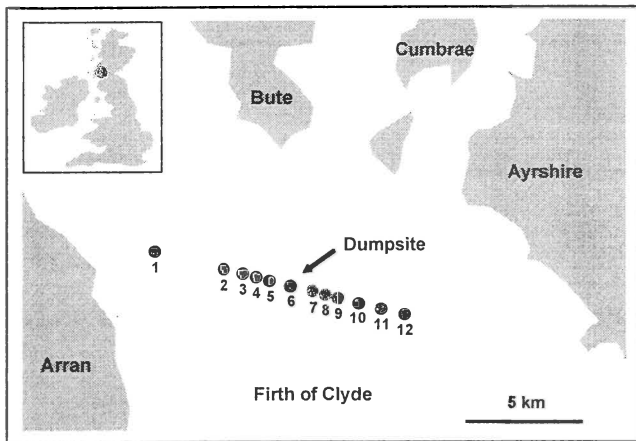 Cumbrae
Bute
Ayrshire
Dumpsite
1
2 3 4 5 6 7 8 9 10 11 12
Arran
Firth of Clyde
5 km